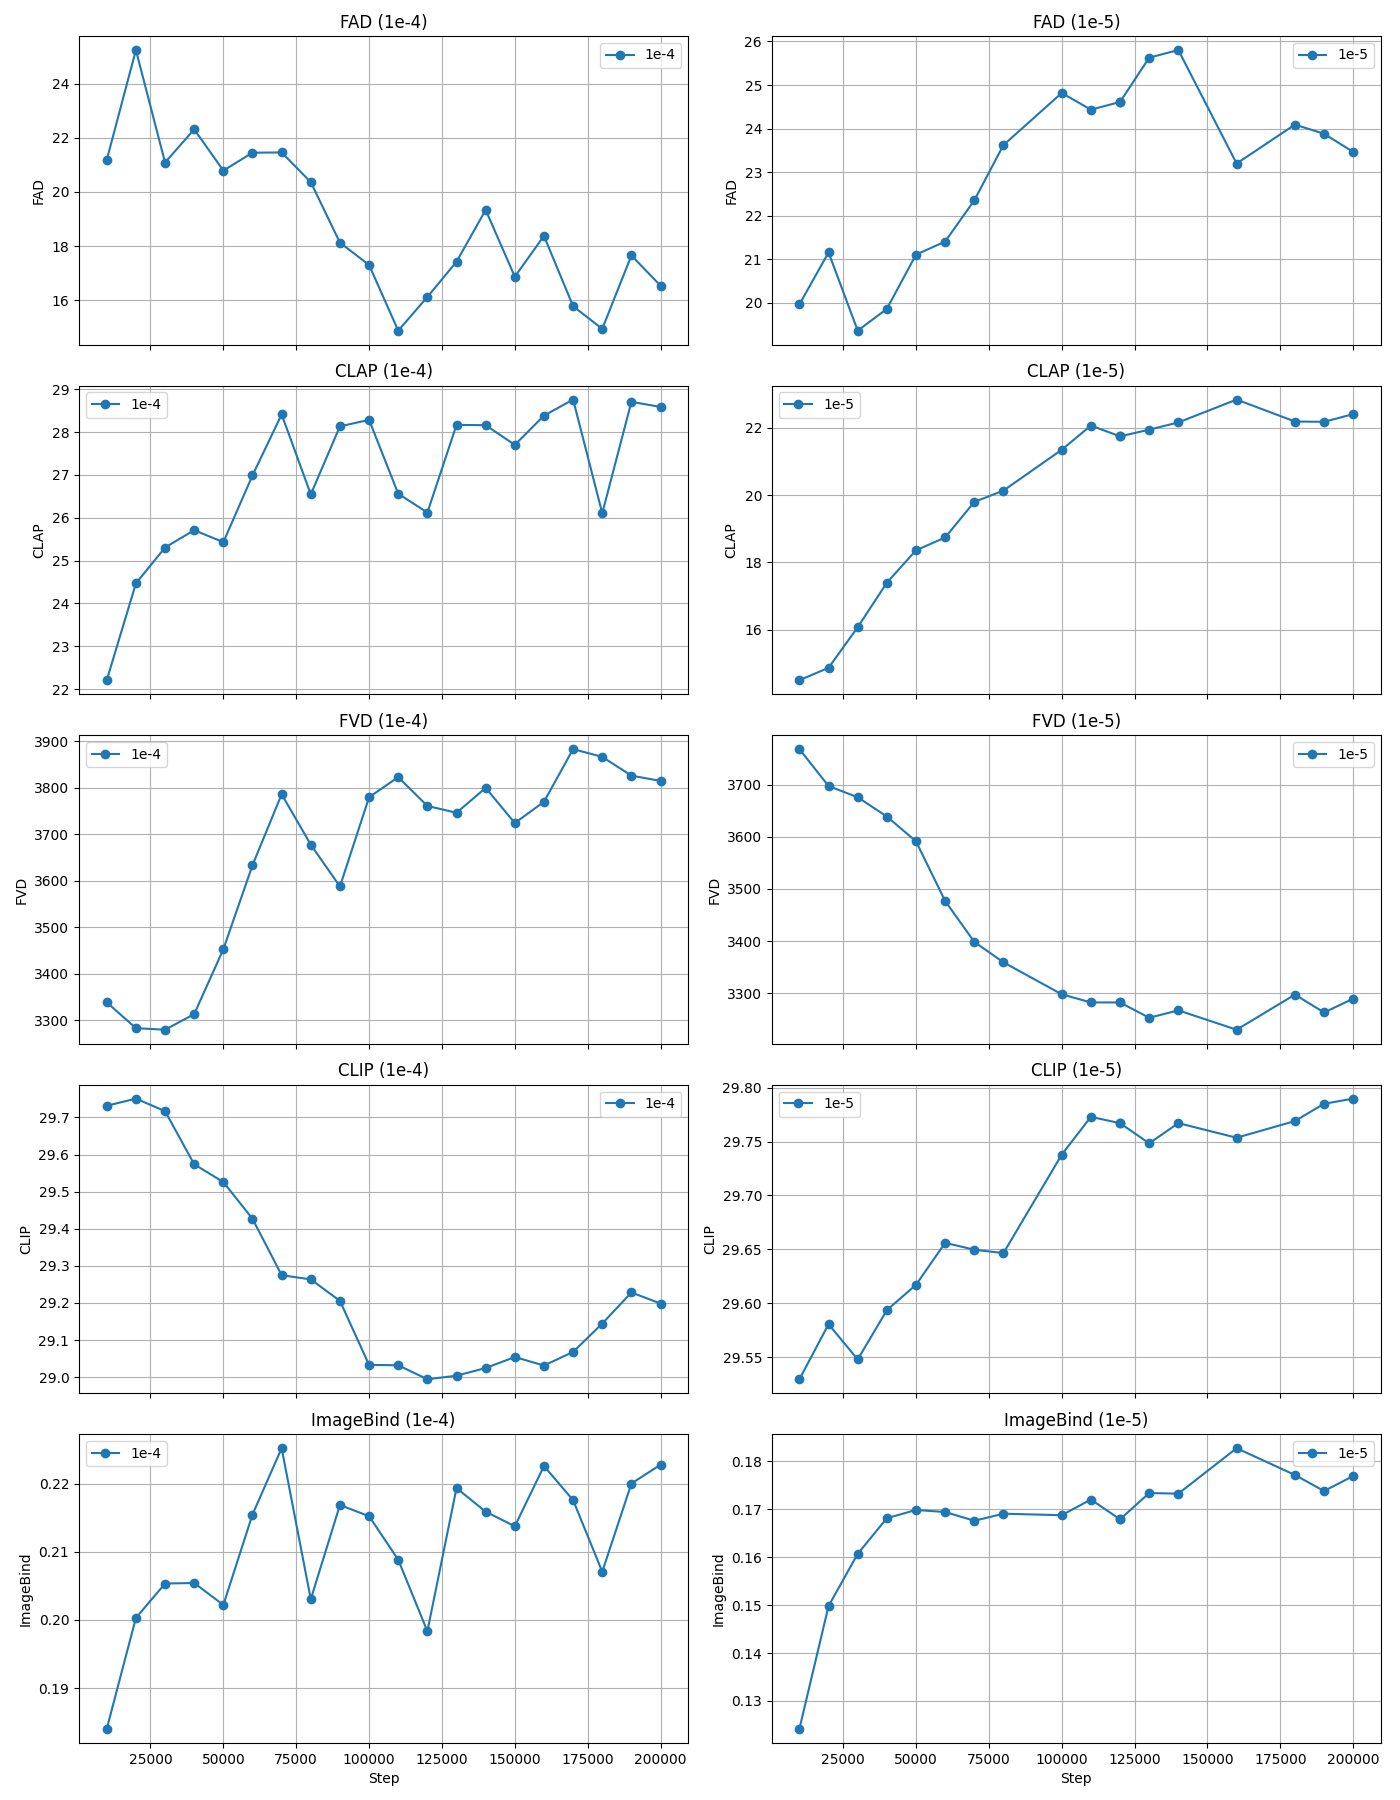 FAD (1e-4)
1e-4
24
22
20
18
16
FAD
FAD (1e-5)
1e-5
26
25
24
23
22
21
20
FAD
CLAP (1e-4)
1e-4
29
28
27
26
25
24
23
22
CLAP
CLAP (1e-5)
1e-5
22
20
18
16
CLAP
FVD (1e-4)
1e-4
3900
3800
3700
3600
3500
3400
3300
FVD
FVD (1e-5)
1e-5
3700
3600
3500
3400
3300
FVD
CLIP (1e-4)
1e-4
29.7
29.6
29.5
29.4
29.3
29.2
29.1
29.0
CLIP
CLIP (1e-5)
1e-5
29.80
29.75
29.70
29.65
29.60
29.55
CLIP
ImageBind (1e-4)
1e-4
0.22
0.21
0.20
0.19
ImageBind
25000 50000 75000 100000 125000 150000 175000 200000
Step
ImageBind (1e-5)
1e-5
0.18
0.17
0.16
0.15
0.14
0.13
ImageBind
25000 50000 75000 100000 125000 150000 175000 200000
Step